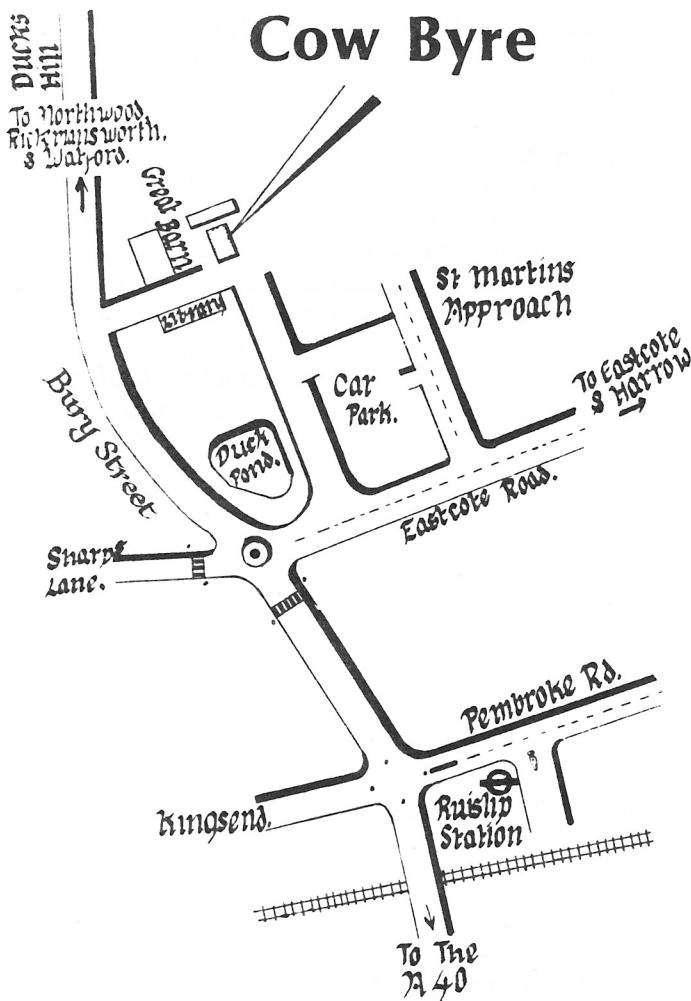 Cow Byre
Ducks
Hill
To Northwood,
Rickmansworth,
& Watford.
Great Barn
Library
St Martins
Approach
To Eastcote
& Harrow
Car
Park.
Bury Street
Duck
Pond.
Eastcote Road.
Sharps
Lane.
Pembroke Rd.
Kingsend.
Ruislip
Station
To The
A 40